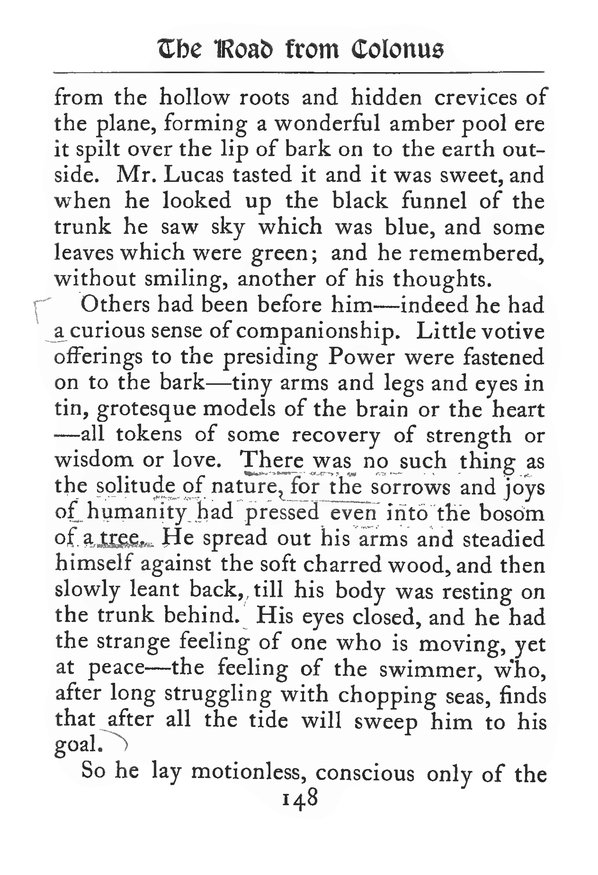 The Road from Colonus
from the hollow roots and hidden crevices of
the plane, forming a wonderful amber pool ere
it spilt over the lip of bark on to the earth out-
side. Mr. Lucas tasted it and it was sweet, and
when he looked up the black funnel of the
trunk he saw sky which was blue, and some
leaves which were green; and he remembered,
without smiling, another of his thoughts.
Others had been before him—indeed he had
a curious sense of companionship. Little votive
offerings to the presiding Power were fastened
on to the bark—tiny arms and legs and eyes in
tin, grotesque models of the brain or the heart
—all tokens of some recovery of strength or
wisdom or love. There was no such thing as
the solitude of nature, for the sorrows and joys
of humanity had pressed even into the bosom
of a tree. He spread out his arms and steadied
himself against the soft charred wood, and then
slowly leant back, till his body was resting on
the trunk behind. His eyes closed, and he had
the strange feeling of one who is moving, yet
at peace—the feeling of the swimmer, who,
after long struggling with chopping seas, finds
that after all the tide will sweep him to his
goal.
So he lay motionless, conscious only of the
148